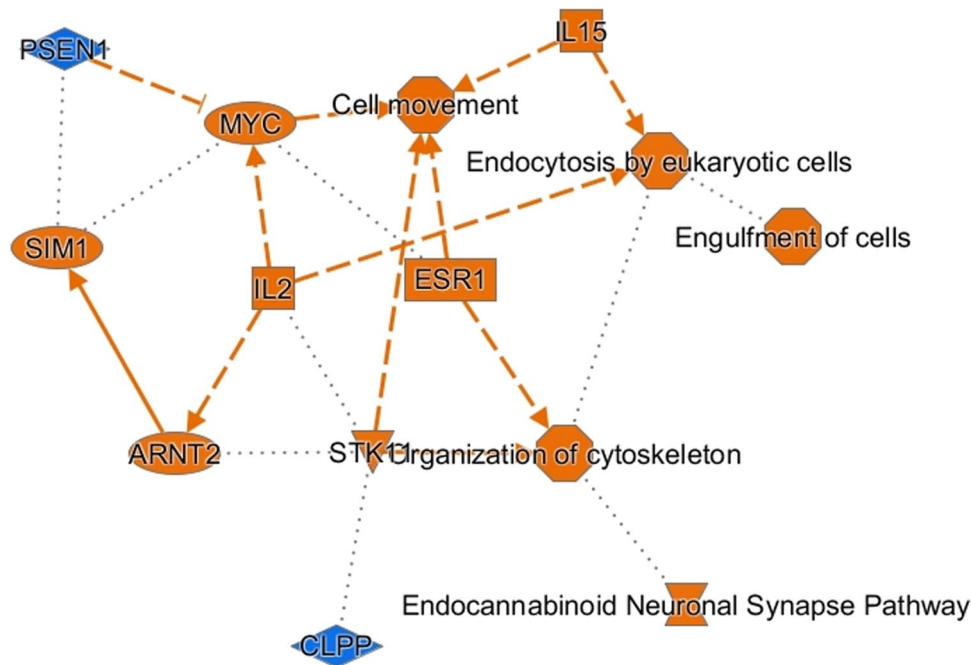 IL15
PSEN1
Cell movement
MYC
Endocytosis by eukaryotic cells
Engulfment of cells
SIM1
IL2
ESR1
ARNT2
STK11
Organization of cytoskeleton
Endocannabinoid Neuronal Synapse Pathway
CLPP